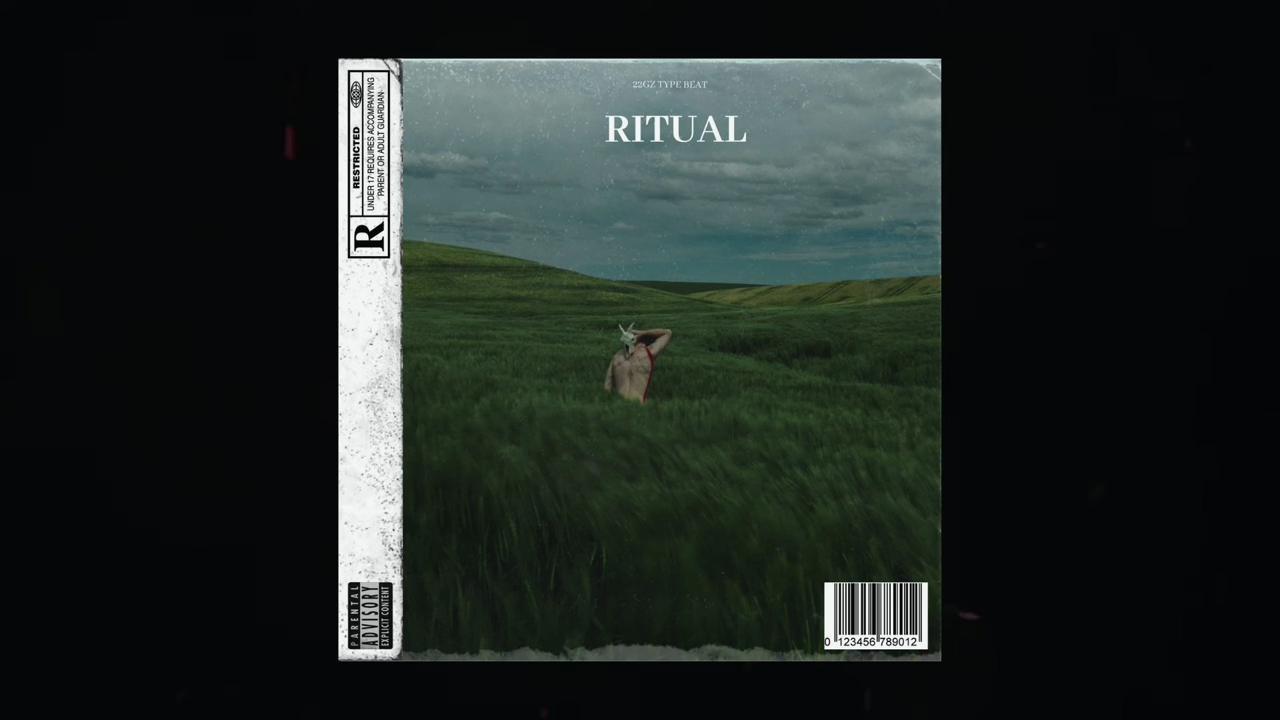 22GZ TYPE BEAT
RITUAL
RESTRICTED
UNDER 17 REQUIRES ACCOMPANYING
"PARENT OR ADULT GUARDIAN"
R
PARENTAL
ADVISORY
EXPLICIT CONTENT
0 123456 789012